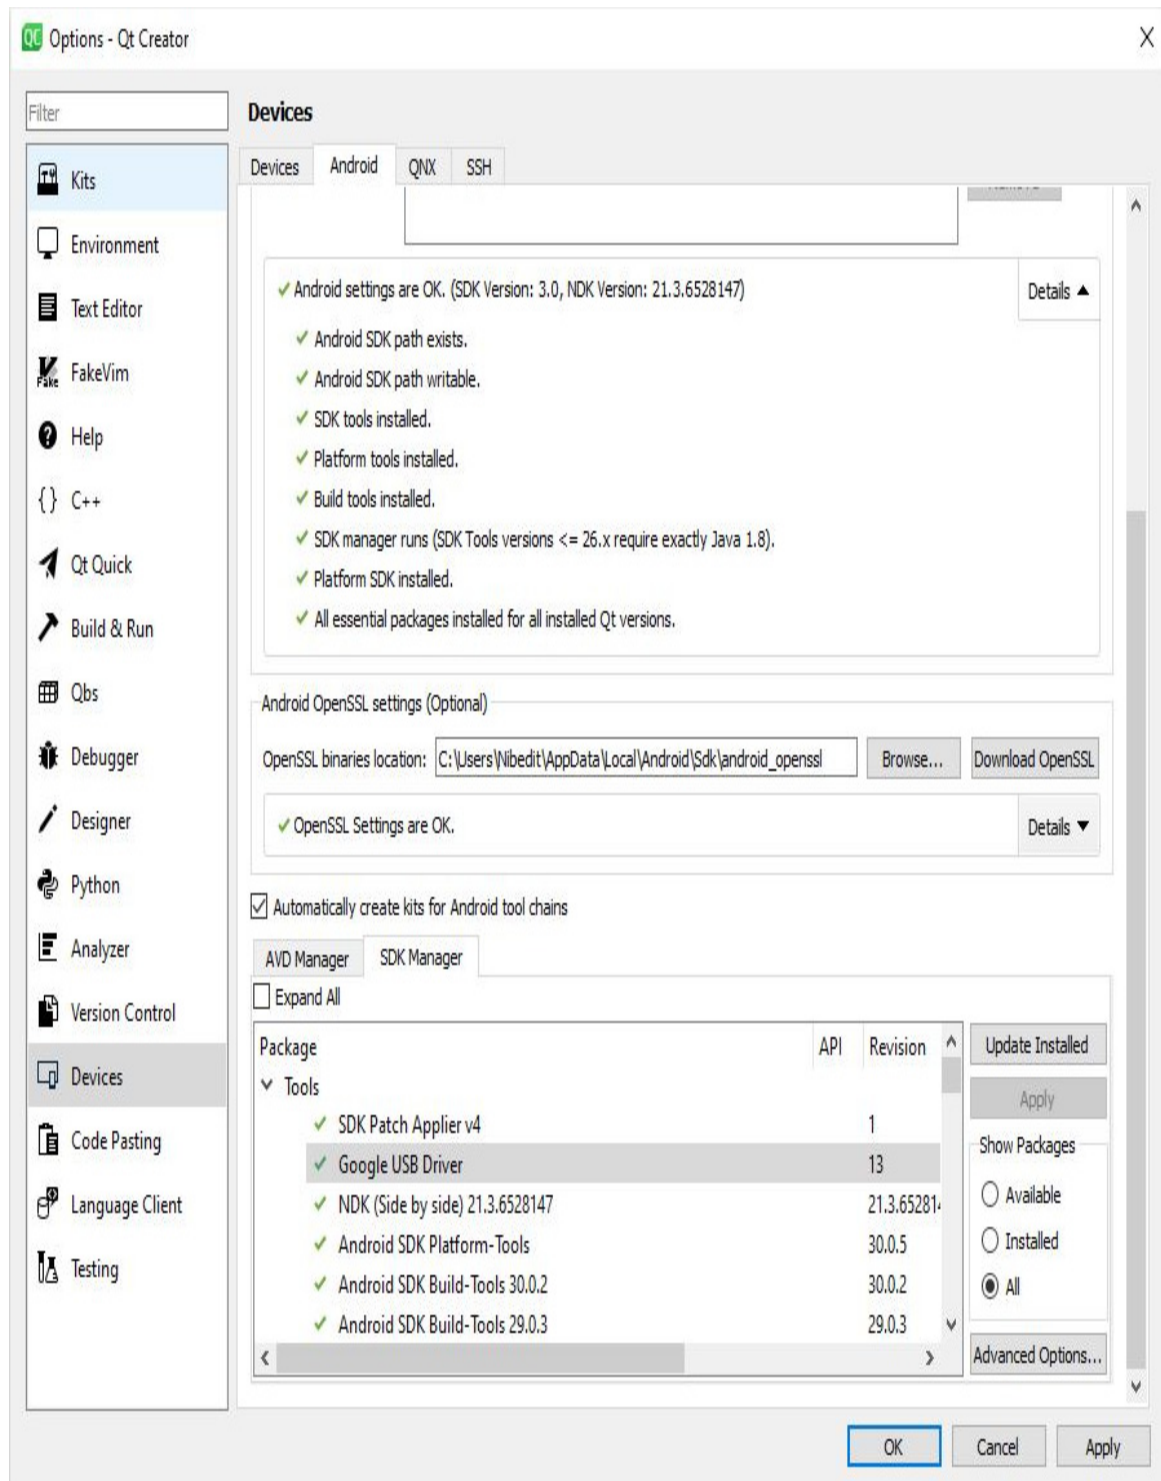 QC Options - Qt Creator
Filter
Kits
Environment
Text Editor
Fake FakeVim
Help
{} C++
Qt Quick
Build & Run
Qbs
Debugger
Designer
Python
Analyzer
Version Control
Devices
Code Pasting
Language Client
Testing
Devices
Devices Android QNX SSH
Android settings are OK. (SDK Version: 3.0, NDK Version: 21.3.6528147) Details
Android SDK path exists.
Android SDK path writable.
SDK tools installed.
Platform tools installed.
Build tools installed.
SDK manager runs (SDK Tools versions <= 26.x require exactly Java 1.8).
Platform SDK installed.
All essential packages installed for all installed Qt versions.
Android OpenSSL settings (Optional)
OpenSSL binaries location: C:\Users\Nibedit\AppData\Local\Android\Sdk\android_openssl Browse... Download OpenSSL
OpenSSL Settings are OK. Details
Automatically create kits for Android tool chains
AVD Manager SDK Manager
Expand All
Package API Revision
Tools
SDK Patch Applier v4 1
Google USB Driver 13
NDK (Side by side) 21.3.6528147 21.3.65281
Android SDK Platform-Tools 30.0.5
Android SDK Build-Tools 30.0.2 30.0.2
Android SDK Build-Tools 29.0.3 29.0.3
Update Installed
Apply
Show Packages
Available
Installed
All
Advanced Options...
OK Cancel Apply